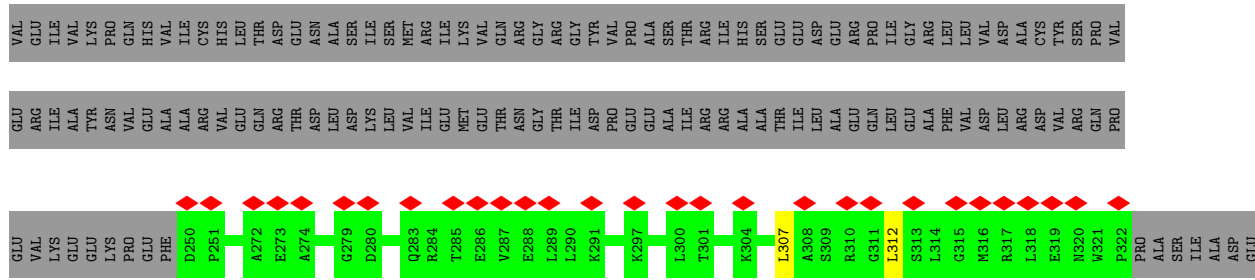 VAL GLU ILE VAL LYS PRO GLN HIS VAL ILE CYS HIS LEU THR ASP GLU ASN ALA SER ILE SER MET ARG ILE LYS VAL GLN ARG GLY ARG GLY TYR VAL PRO ALA SER THR ARG ILE HIS SER GLU GLU ASP GLU ARG PRO ILE GLY ARG LEU LEU VAL ASP ALA CYS TYR SER PRO VAL
GLU ARG ILE ALA TYR ASN VAL GLU ALA ALA ARG VAL GLU GLN ARG THR ASP LEU ASP LYS LEU VAL ILE GLU MET GLU THR ASN GLY THR ILE ASP PRO GLU GLU ALA ILE ARG ARG ALA ALA THR ILE LEU ALA GLU GLN LEU GLU ALA PHE VAL ASP LEU ARG ASP VAL ARG GLN PRO
GLU VAL LYS GLU GLU LYS PRO GLU PHE D250 P251 A272 E273 A274 G279 D280 Q283 R284 T285 E286 V287 E288 L289 L290 K291 K297 L300 T301 K304 L307 A308 S309 R310 G311 L312 S313 L314 G315 M316 R317 L318 E319 N320 W321 P322 PRO ALA SER ILE ALA ASP GLU